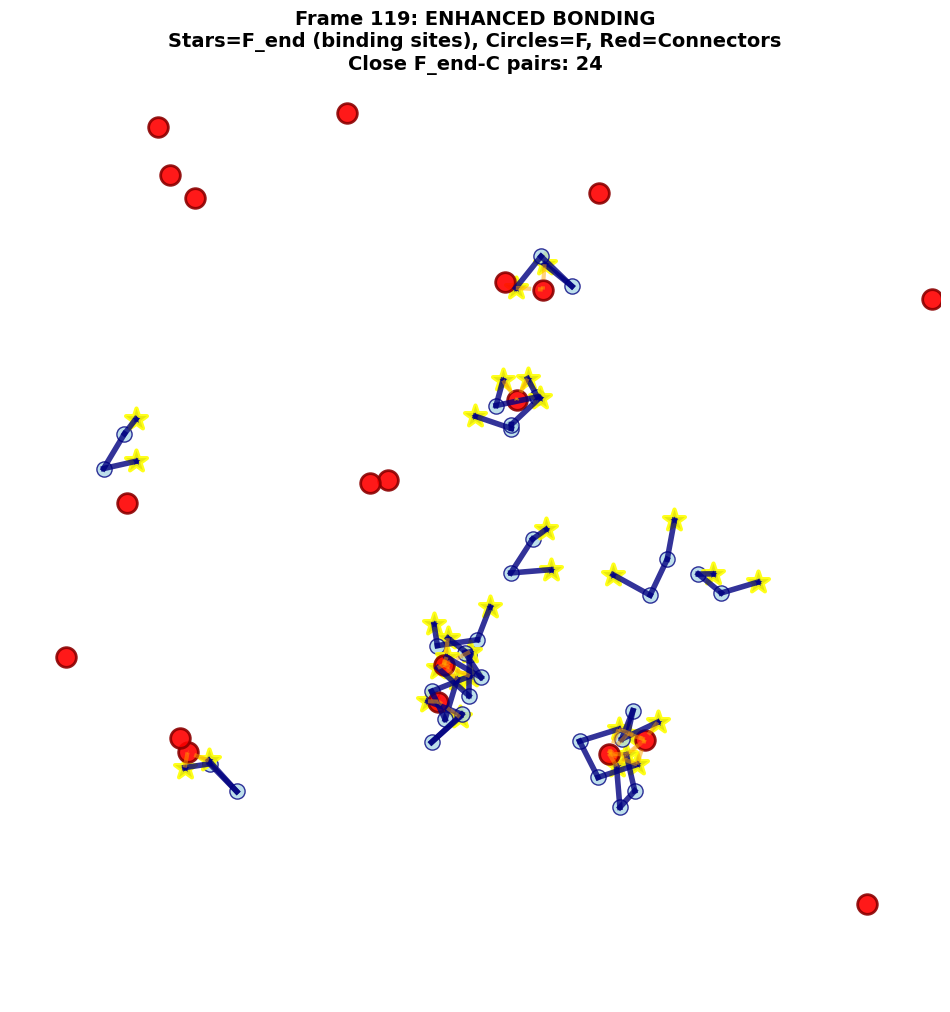 Frame 119: ENHANCED BONDING
Stars=F_end (binding sites), Circles=F, Red=Connectors
Close F_end-C pairs: 24